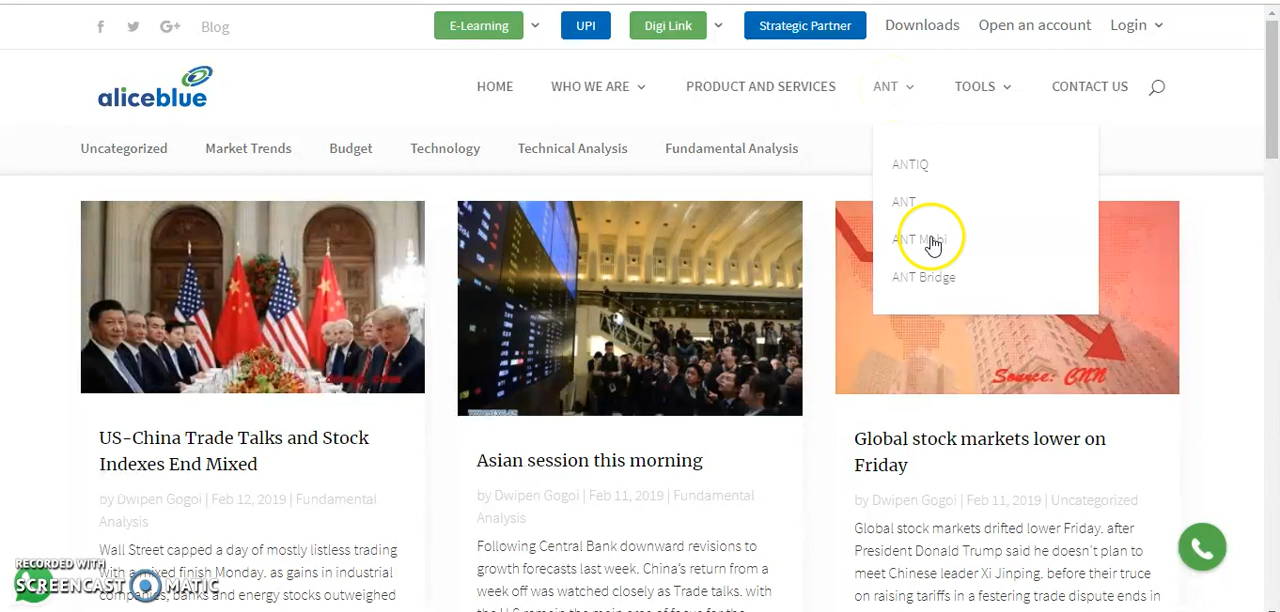 Blog
E-Learning
UPI
Digi Link
Strategic Partner
Downloads
Open an account
Login
aliceblue
HOME
WHO WE ARE
PRODUCT AND SERVICES
ANT
TOOLS
CONTACT US
Uncategorized
Market Trends
Budget
Technology
Technical Analysis
Fundamental Analysis
ANTIQ
ANT
ANT Mobi
ANT Bridge
Source: CNN
US-China Trade Talks and Stock
Indexes End Mixed
by Dwipen Gogoi | Feb 12, 2019 | Fundamental
Analysis
Wall Street capped a day of mostly listless trading
With a mixed finish Monday. as gains in industrial
companies, banks and energy stocks outweighed
Asian session this morning
by Dwipen Gogoi | Feb 11, 2019 | Fundamental
Analysis
Following Central Bank downward revisions to
growth forecasts last week. China's return from a
week off was watched closely as Trade talks. with
Global stock markets lower on
Friday
by Dwipen Gogoi | Feb 11, 2019 | Uncategorized
Global stock markets drifted lower Friday. after
President Donald Trump said he doesn't plan to
meet Chinese leader Xi Jinping. before their truce
on raising tariffs in a festering trade dispute ends in
RECORDED WITH
SCREENCAST MATIC